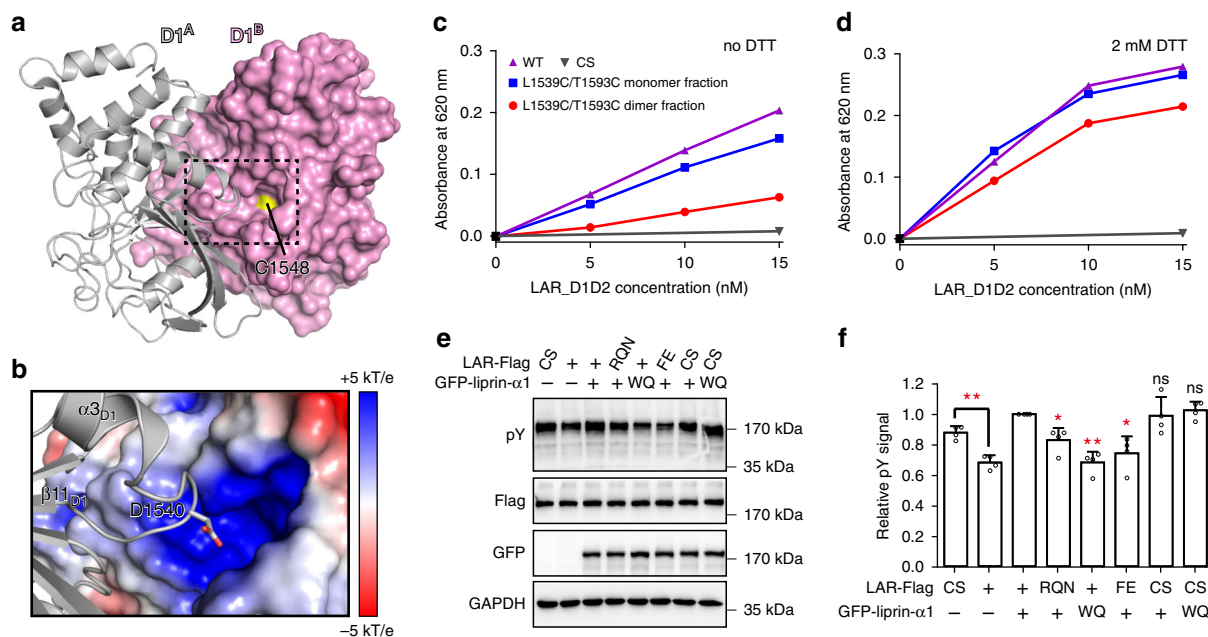 a
D1A D1B
C1548
b
+5 kT/e
α3D1
β11D1
D1540
–5 kT/e
c
no DTT
WT CS
L1539C/T1593C monomer fraction
L1539C/T1593C dimer fraction
Absorbance at 620 nm
0.3
0.2
0.1
0.0
0 5 10 15
LAR_D1D2 concentration (nM)
d
2 mM DTT
Absorbance at 620 nm
0.3
0.2
0.1
0.0
0 5 10 15
LAR_D1D2 concentration (nM)
e
LAR-Flag CS + + RQN + FE CS CS
GFP-liprin-α1 – – + + WQ + + WQ
pY
170 kDa
35 kDa
Flag
170 kDa
GFP
170 kDa
GAPDH
35 kDa
f
Relative pY signal
1.2
1.0
0.8
0.6
0.4
0.2
0
** * ** * ns ns
LAR-Flag CS + + RQN + FE CS CS
GFP-liprin-α1 – – + + WQ + + WQ